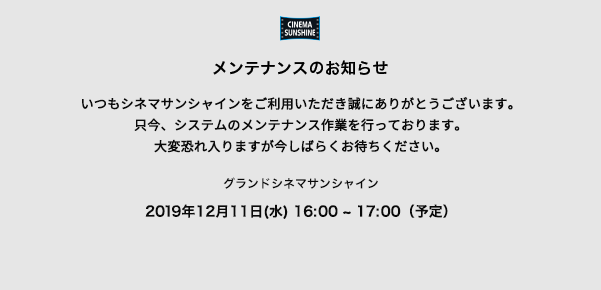 CINEMA
SUNSHINE
メンテナンスのお知らせ
いつもシネマサンシャインをご利用いただき誠にありがとうございます。
只今、システムのメンテナンス作業を行っております。
大変恐れ入りますが今しばらくお待ちください。
グランドシネマサンシャイン
2019年12月11日(水) 16:00 ~ 17:00（予定）